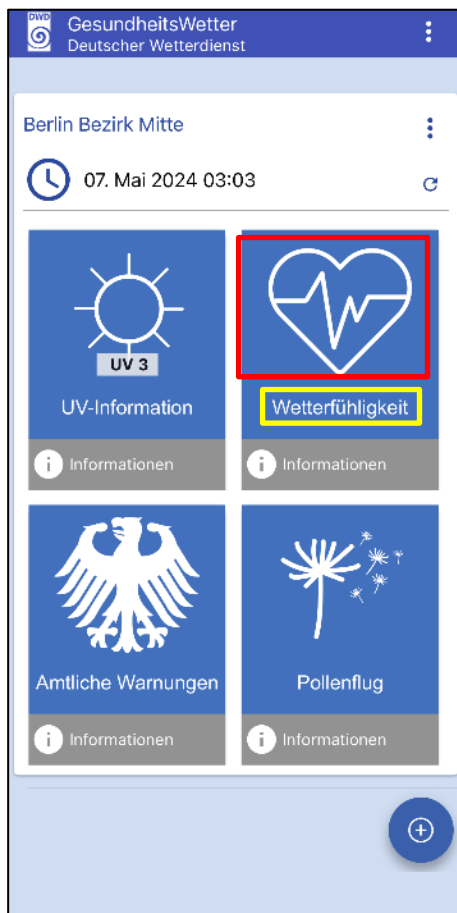 DWD
GesundheitsWetter
Deutscher Wetterdienst
Berlin Bezirk Mitte
07. Mai 2024 03:03
UV 3
UV-Information
Wetterfühligkeit
i Informationen
i Informationen
Amtliche Warnungen
Pollenflug
i Informationen
i Informationen